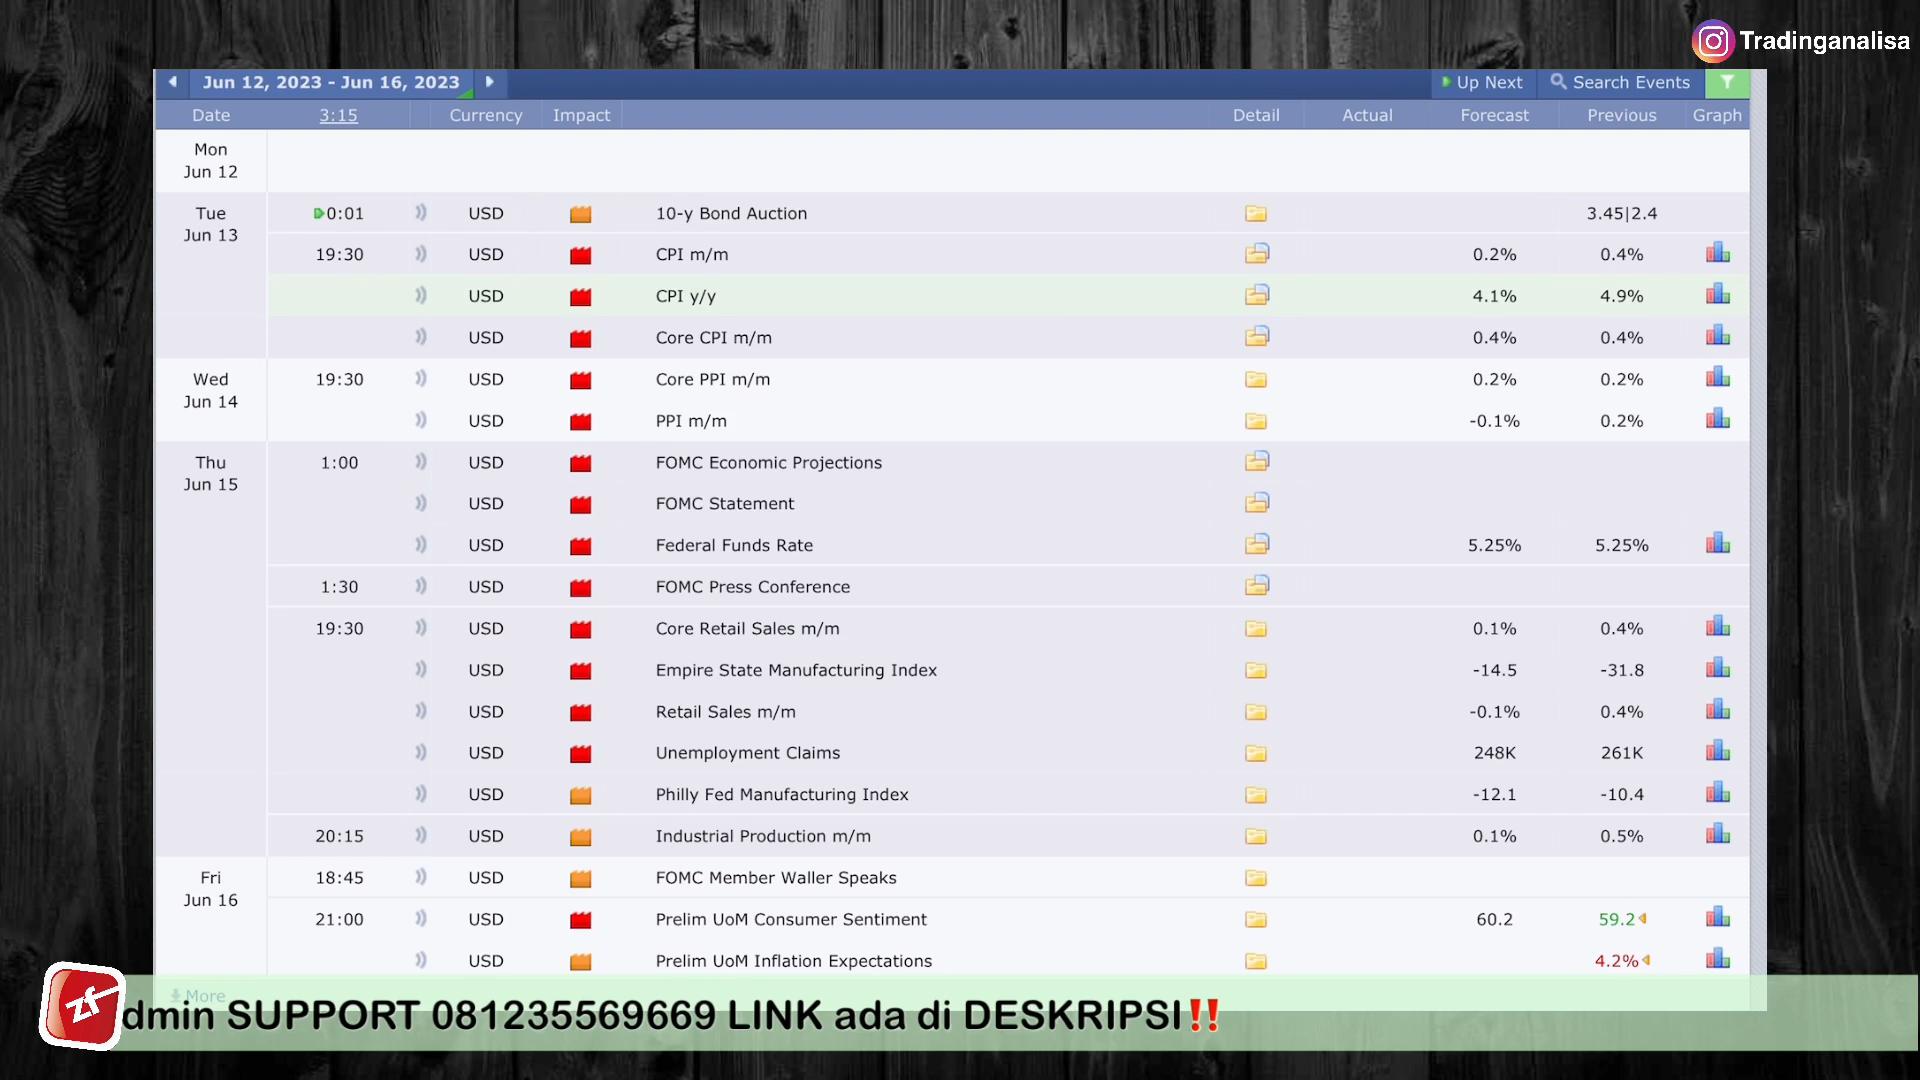 Tradinganalisa
Jun 12, 2023 - Jun 16, 2023 Up Next Search Events
Date 3:15 Currency Impact Detail Actual Forecast Previous Graph
Mon
Jun 12
Tue 0:01 USD 10-y Bond Auction 3.45|2.4
Jun 13
19:30 USD CPI m/m 0.2% 0.4%
USD CPI y/y 4.1% 4.9%
USD Core CPI m/m 0.4% 0.4%
Wed 19:30 USD Core PPI m/m 0.2% 0.2%
Jun 14
USD PPI m/m -0.1% 0.2%
Thu 1:00 USD FOMC Economic Projections
Jun 15
USD FOMC Statement
USD Federal Funds Rate 5.25% 5.25%
1:30 USD FOMC Press Conference
19:30 USD Core Retail Sales m/m 0.1% 0.4%
USD Empire State Manufacturing Index -14.5 -31.8
USD Retail Sales m/m -0.1% 0.4%
USD Unemployment Claims 248K 261K
USD Philly Fed Manufacturing Index -12.1 -10.4
20:15 USD Industrial Production m/m 0.1% 0.5%
Fri 18:45 USD FOMC Member Waller Speaks
Jun 16
21:00 USD Prelim UoM Consumer Sentiment 60.2 59.2
USD Prelim UoM Inflation Expectations 4.2%
More
zf
dmin SUPPORT 081235569669 LINK ada di DESKRIPSI‼